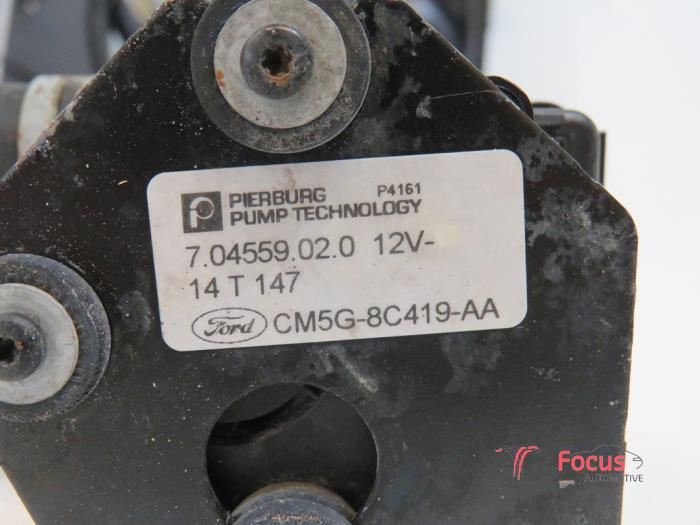 PIERBURG P4161
PUMP TECHNOLOGY
7.04559.02.0 12V-
14 T 147
Ford CM5G-8C419-AA
Focus
AUTOMOTIVE